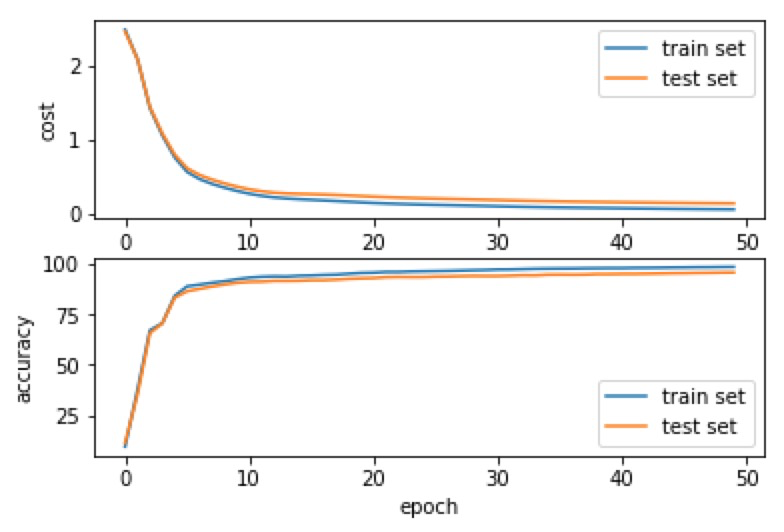 2
1
0
cost
train set
test set
0 10 20 30 40 50
100
75
50
25
accuracy
train set
test set
0 10 20 30 40 50
epoch